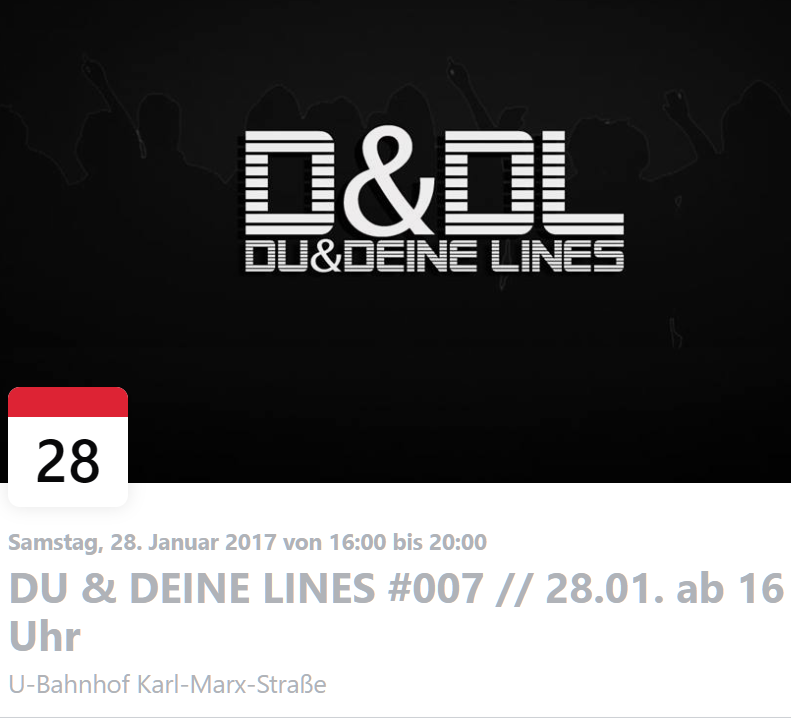 D&DL
DU&DEINE LINES
28
Samstag, 28. Januar 2017 von 16:00 bis 20:00
DU & DEINE LINES #007 // 28.01. ab 16
Uhr
U-Bahnhof Karl-Marx-Straße